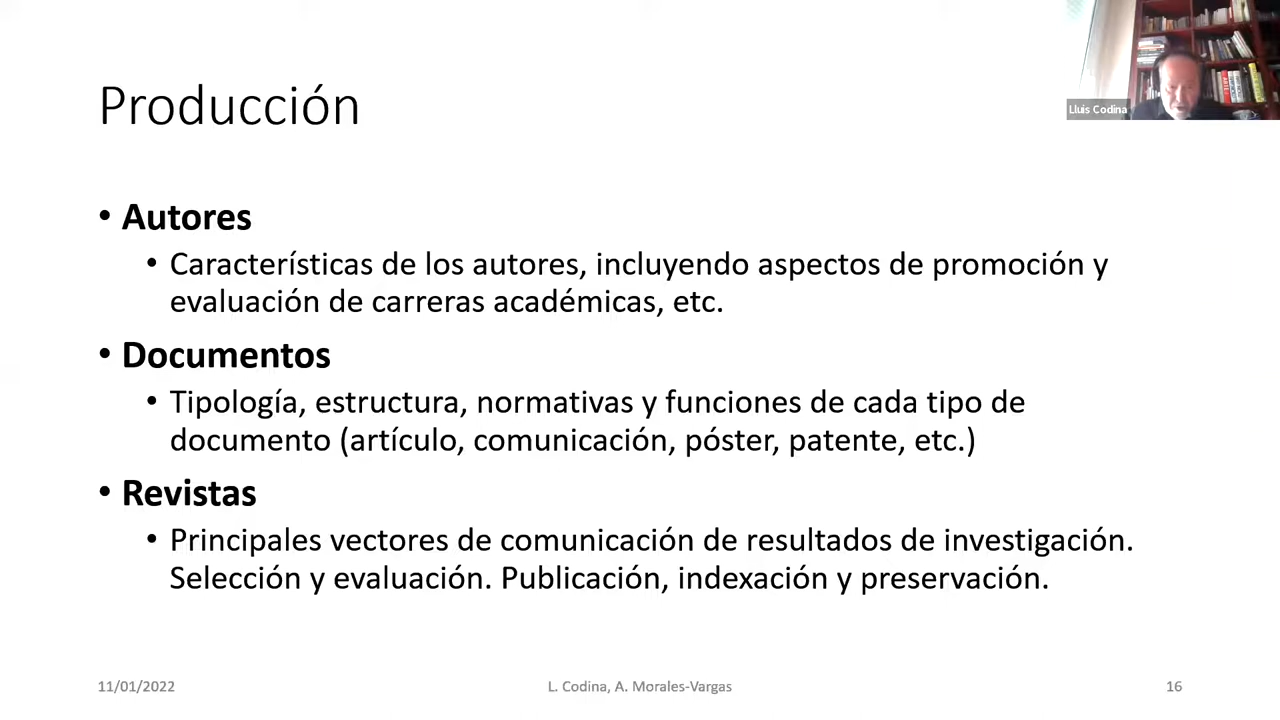 Lluis Codina
Producción
• Autores
• Características de los autores, incluyendo aspectos de promoción y
evaluación de carreras académicas, etc.
• Documentos
• Tipología, estructura, normativas y funciones de cada tipo de
documento (artículo, comunicación, póster, patente, etc.)
• Revistas
• Principales vectores de comunicación de resultados de investigación.
Selección y evaluación. Publicación, indexación y preservación.
11/01/2022
L. Codina, A. Morales-Vargas
16